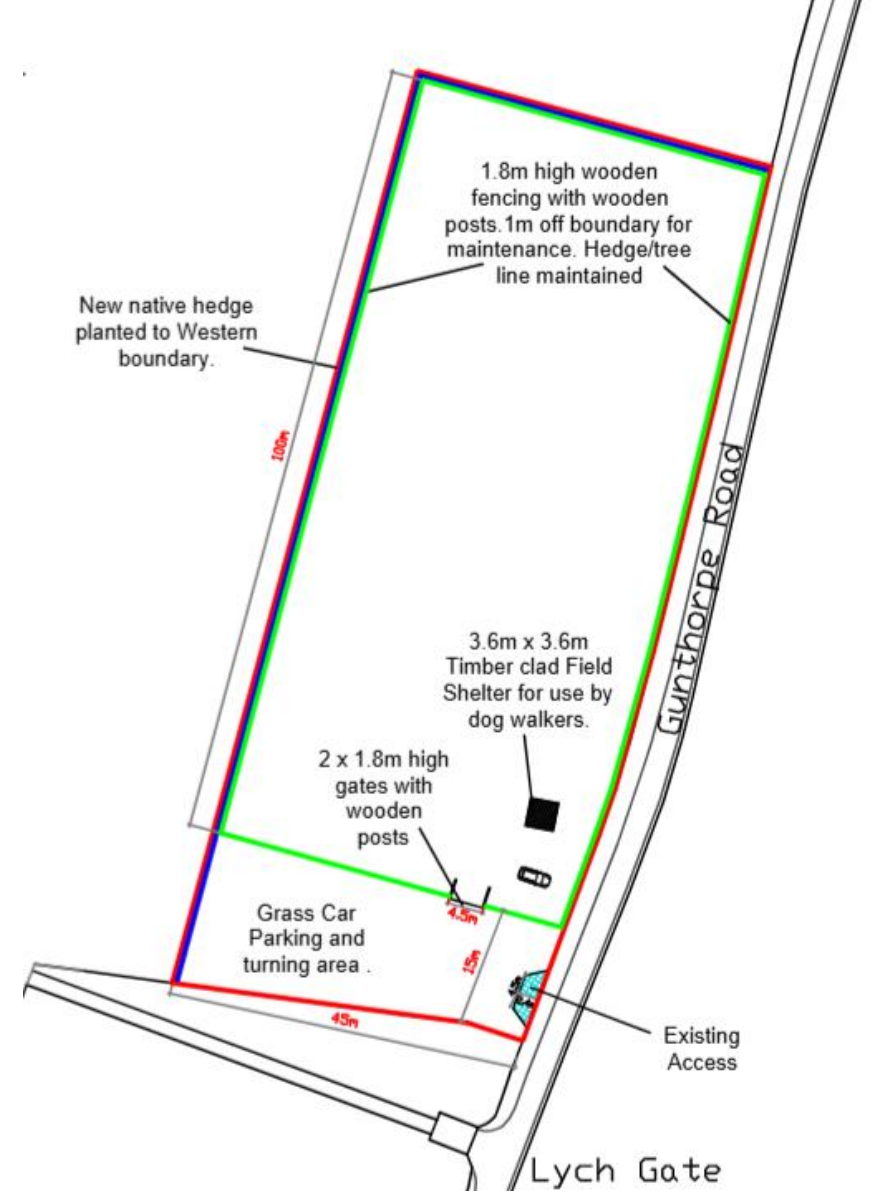 1.8m high wooden
fencing with wooden
posts.1m off boundary for
maintenance. Hedge/tree
line maintained
New native hedge
planted to Western
boundary.
100m
Gunthorpe Road
3.6m x 3.6m
Timber clad Field
Shelter for use by
dog walkers.
2 x 1.8m high
gates with
wooden
posts
4.5m
Grass Car
Parking and
turning area .
15m
45m
Existing
Access
Lych Gate